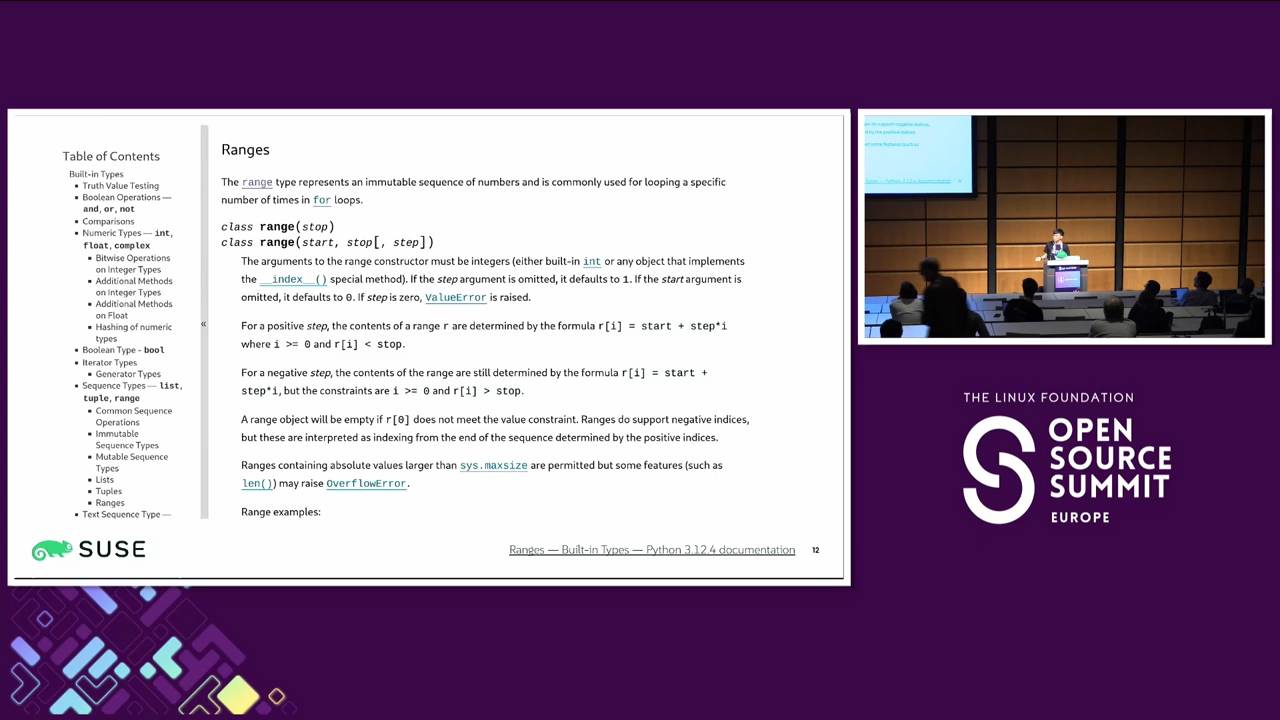 Table of Contents
Built-in Types
Truth Value Testing
Boolean Operations —
and, or, not
Comparisons
Numeric Types — int,
float, complex
Bitwise Operations
on Integer Types
Additional Methods
on Integer Types
Additional Methods
on Float
Hashing of numeric
types
Boolean Type - bool
Iterator Types
Generator Types
Sequence Types — list,
tuple, range
Common Sequence
Operations
Immutable
Sequence Types
Mutable Sequence
Types
Lists
Tuples
Ranges
Text Sequence Type —
«
Ranges
The range type represents an immutable sequence of numbers and is commonly used for looping a specific
number of times in for loops.
class range(stop)
class range(start, stop[, step])
The arguments to the range constructor must be integers (either built-in int or any object that implements
the __index__() special method). If the step argument is omitted, it defaults to 1. If the start argument is
omitted, it defaults to 0. If step is zero, ValueError is raised.
For a positive step, the contents of a range r are determined by the formula r[i] = start + step*i
where i >= 0 and r[i] < stop.
For a negative step, the contents of the range are still determined by the formula r[i] = start +
step*i, but the constraints are i >= 0 and r[i] > stop.
A range object will be empty if r[0] does not meet the value constraint. Ranges do support negative indices,
but these are interpreted as indexing from the end of the sequence determined by the positive indices.
Ranges containing absolute values larger than sys.maxsize are permitted but some features (such as
len()) may raise OverflowError.
Range examples:
SUSE
Ranges — Built-in Types — Python 3.12.4 documentation
12
THE LINUX FOUNDATION
OPEN
SOURCE
SUMMIT
EUROPE